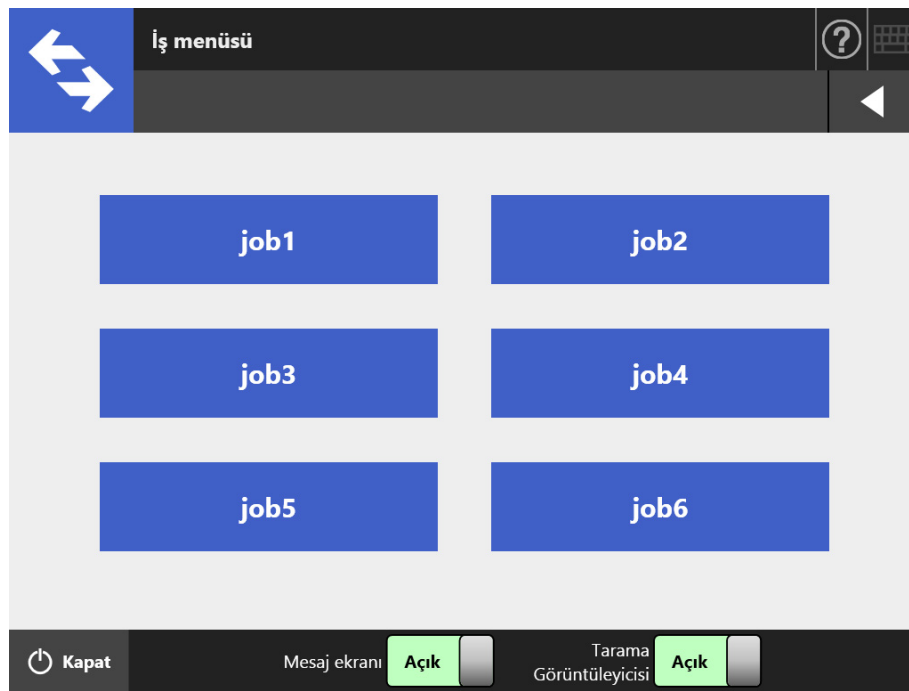 İş menüsü
?
job1
job2
job3
job4
job5
job6
Kapat
Mesaj ekranı
Açık
Tarama
Görüntüleyicisi
Açık